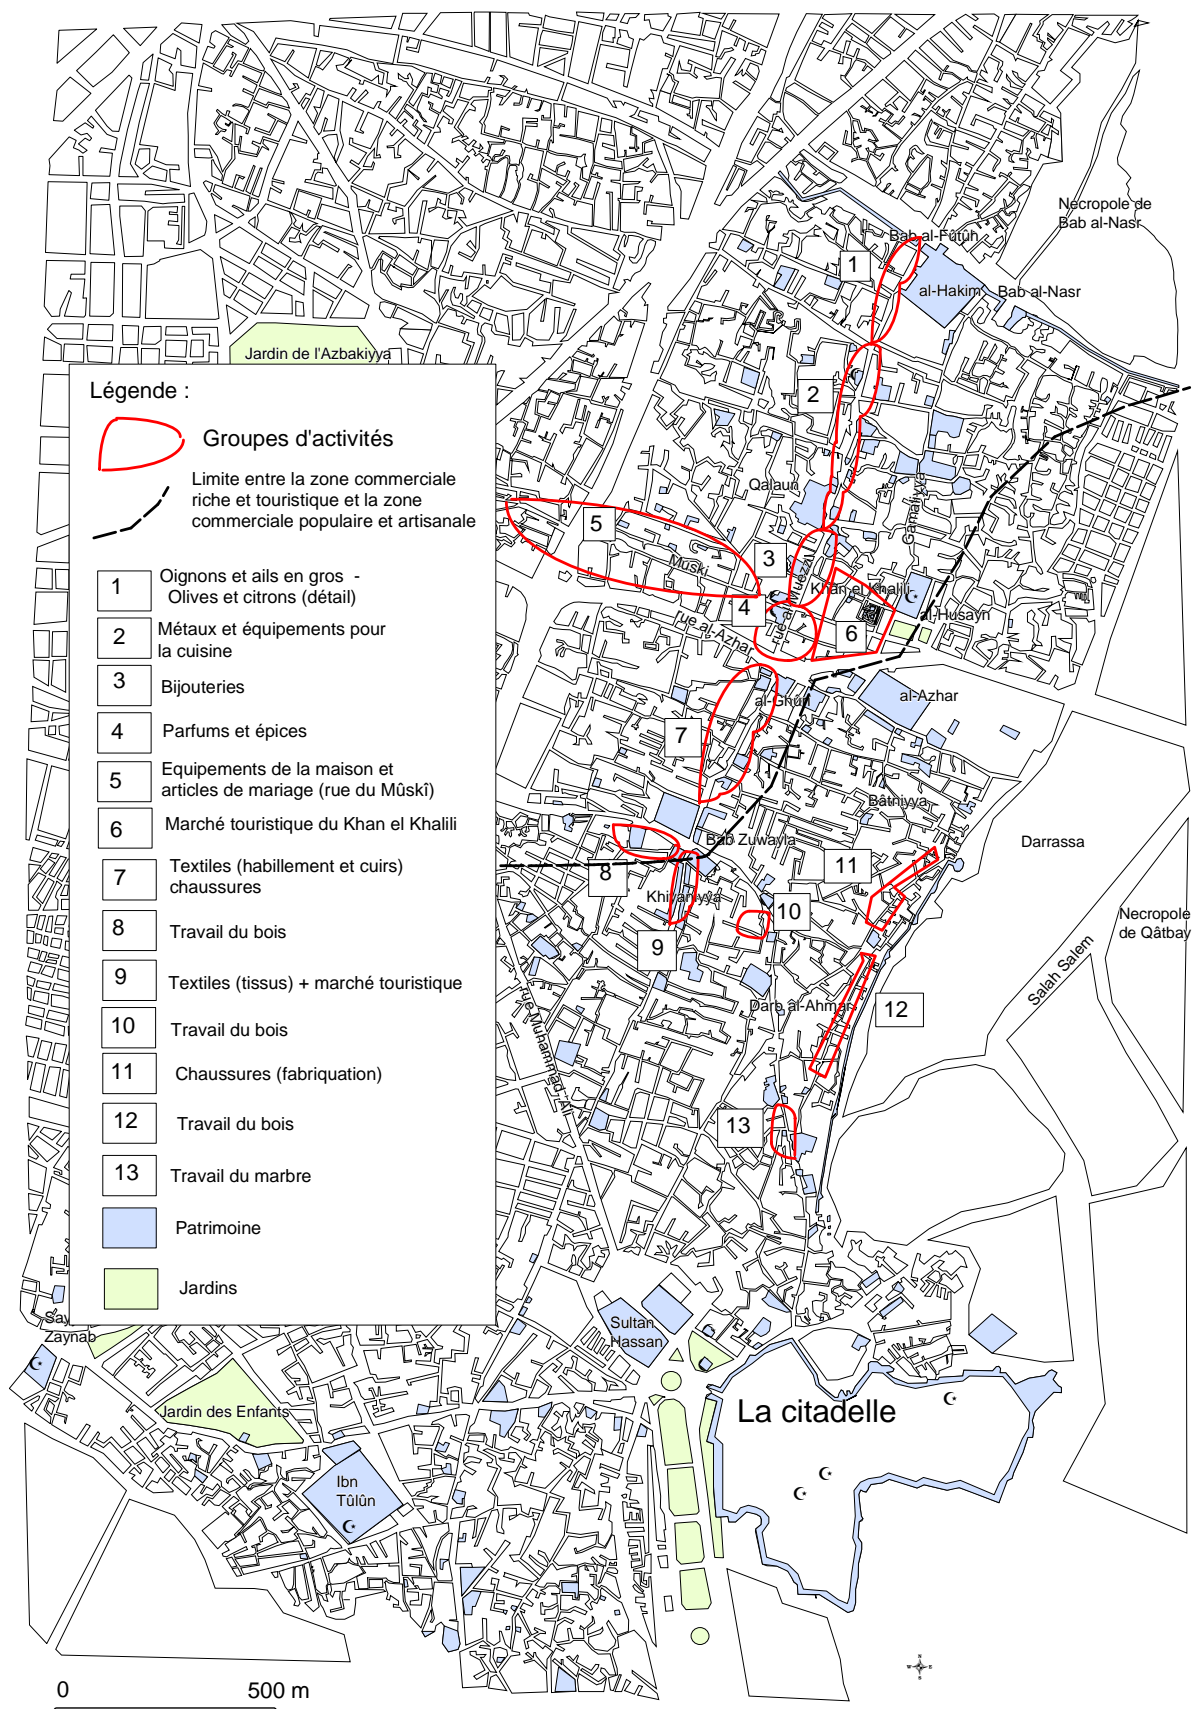 Necropole de
Bab al-Nasr
Bab al-Fûtûh
1
al-Hakim
Bab al-Nasr
Jardin de l'Azbakiyya
2
Qalaun
Gamaliyya
5
3
Mûski
Khan el Khalili
4
rue al-Muezz
al-Husayn
rue al-Azhar
6
al-Azhar
al-Ghuri
7
Bâtniyya
Bab Zuwayla
Darrassa
11
8
Khiyamiyya
10
Necropole
de Qâtbay
9
Salah Salem
Darb al-Ahmar
12
rue Muhammad 'Ali
13
Légende :
Groupes d'activités
Limite entre la zone commerciale
riche et touristique et la zone
commerciale populaire et artisanale
1
Oignons et ails en gros -
Olives et citrons (détail)
2
Métaux et équipements pour
la cuisine
3
Bijouteries
4
Parfums et épices
5
Equipements de la maison et
articles de mariage (rue du Mûskî)
6
Marché touristique du Khan el Khalili
7
Textiles (habillement et cuirs)
chaussures
8
Travail du bois
9
Textiles (tissus) + marché touristique
10
Travail du bois
11
Chaussures (fabriquation)
12
Travail du bois
13
Travail du marbre
Patrimoine
Jardins
Zaynab
Sultan
Hassan
Jardin des Enfants
La citadelle
Ibn
Tûlûn
N
W E
S
0 500 m